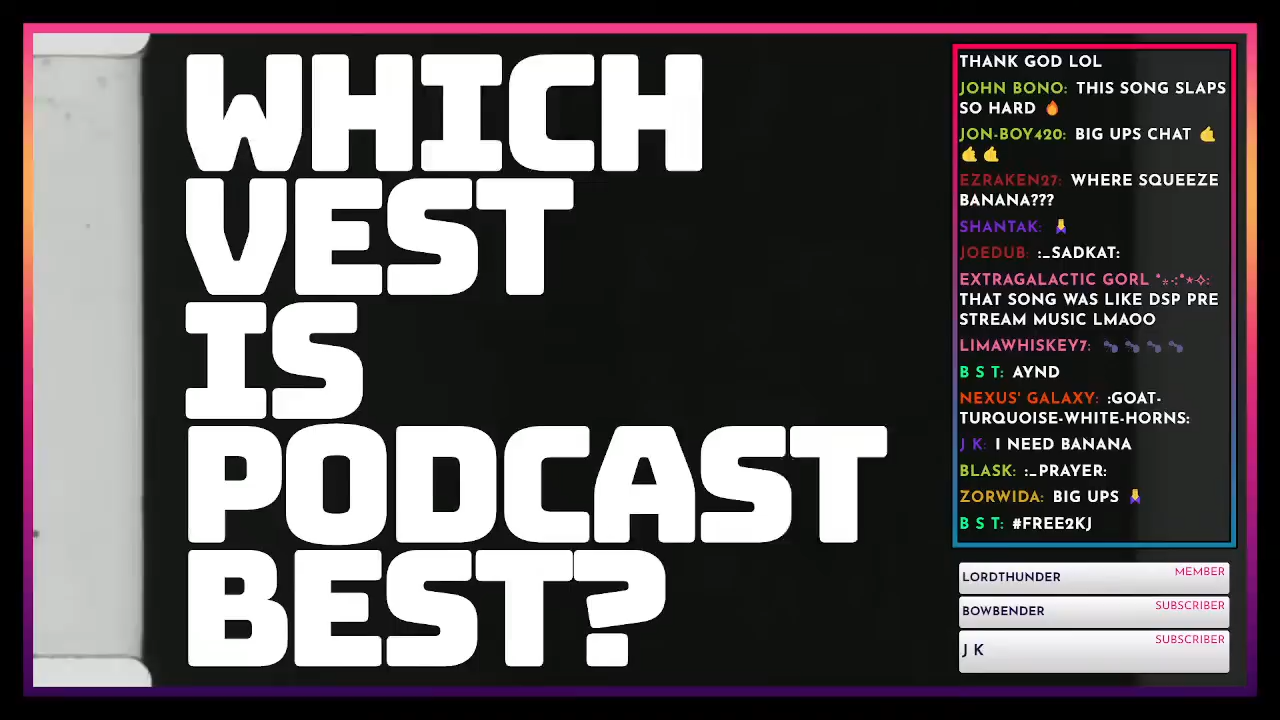 WHICH
VEST
IS
PODCAST
BEST?
THANK GOD LOL
JOHN BONO: THIS SONG SLAPS
SO HARD 🔥
JON-BOY420: BIG UPS CHAT 🤙
🤙🤙
EZRAKEN27: WHERE SQUEEZE
BANANA???
SHANTAK:
JOEDUB: :_SADKAT:
EXTRAGALACTIC GORL *⁎⋆:*⋆✧:
THAT SONG WAS LIKE DSP PRE
STREAM MUSIC LMAOO
LIMAWHISKEY7:
B S T: AYND
NEXUS' GALAXY: :GOAT-
TURQUOISE-WHITE-HORNS:
J K: I NEED BANANA
BLASK: :_PRAYER:
ZORWIDA: BIG UPS
B S T: #FREE2KJ
LORDTHUNDER MEMBER
BOWBENDER SUBSCRIBER
J K SUBSCRIBER